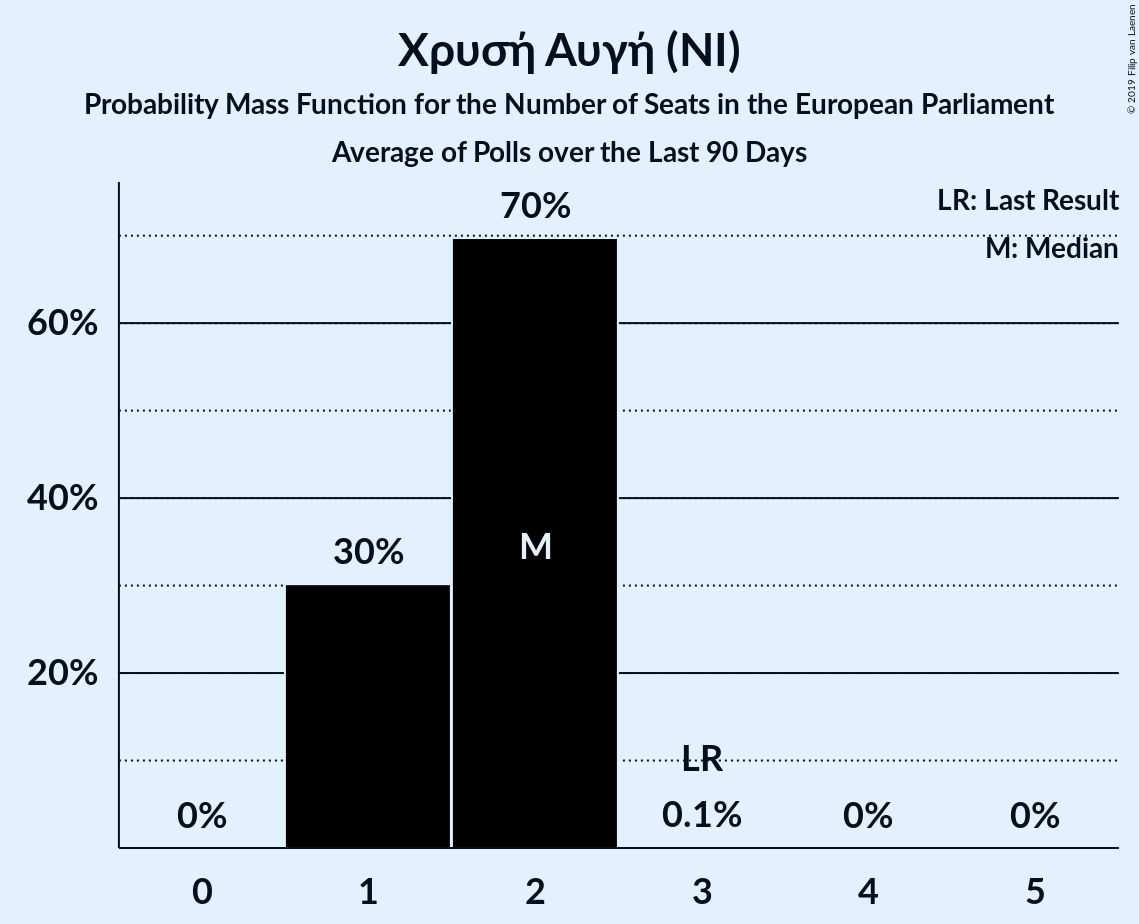 Χρυσή Αυγή (NI)
Probability Mass Function for the Number of Seats in the European Parliament
Average of Polls over the Last 90 Days
© 2019 Filip van Laenen
LR: Last Result
M: Median
70%
60%
M
40%
30%
20%
LR
0%
0.1%
0%
0%
0
1
2
3
4
5